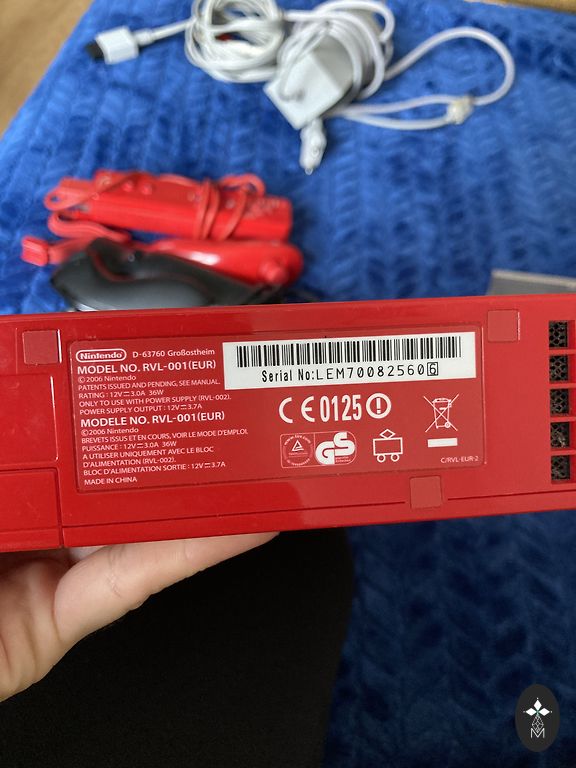 Nintendo D-63760 Großostheim
MODEL NO. RVL-001(EUR)
©2006 Nintendo
PATENTS ISSUED AND PENDING, SEE MANUAL.
RATING : 12V⎓3.0A 36W
ONLY TO USE WITH POWER SUPPLY (RVL-002).
POWER SUPPLY OUTPUT : 12V⎓3.7A
MODELE NO. RVL-001(EUR)
©2006 Nintendo
BREVETS ISSUS ET EN COURS, VOIR LE MODE D'EMPLOI
PUISSANCE : 12V⎓3.0A 36W
A UTILISER UNIQUEMENT AVEC LE BLOC
D'ALIMENTATION (RVL-002).
BLOC D'ALIMENTATION SORTIE : 12V⎓3.7A
MADE IN CHINA
Serial No:LEM700825606
CE0125
GS
C/RVL-EUR-2
M